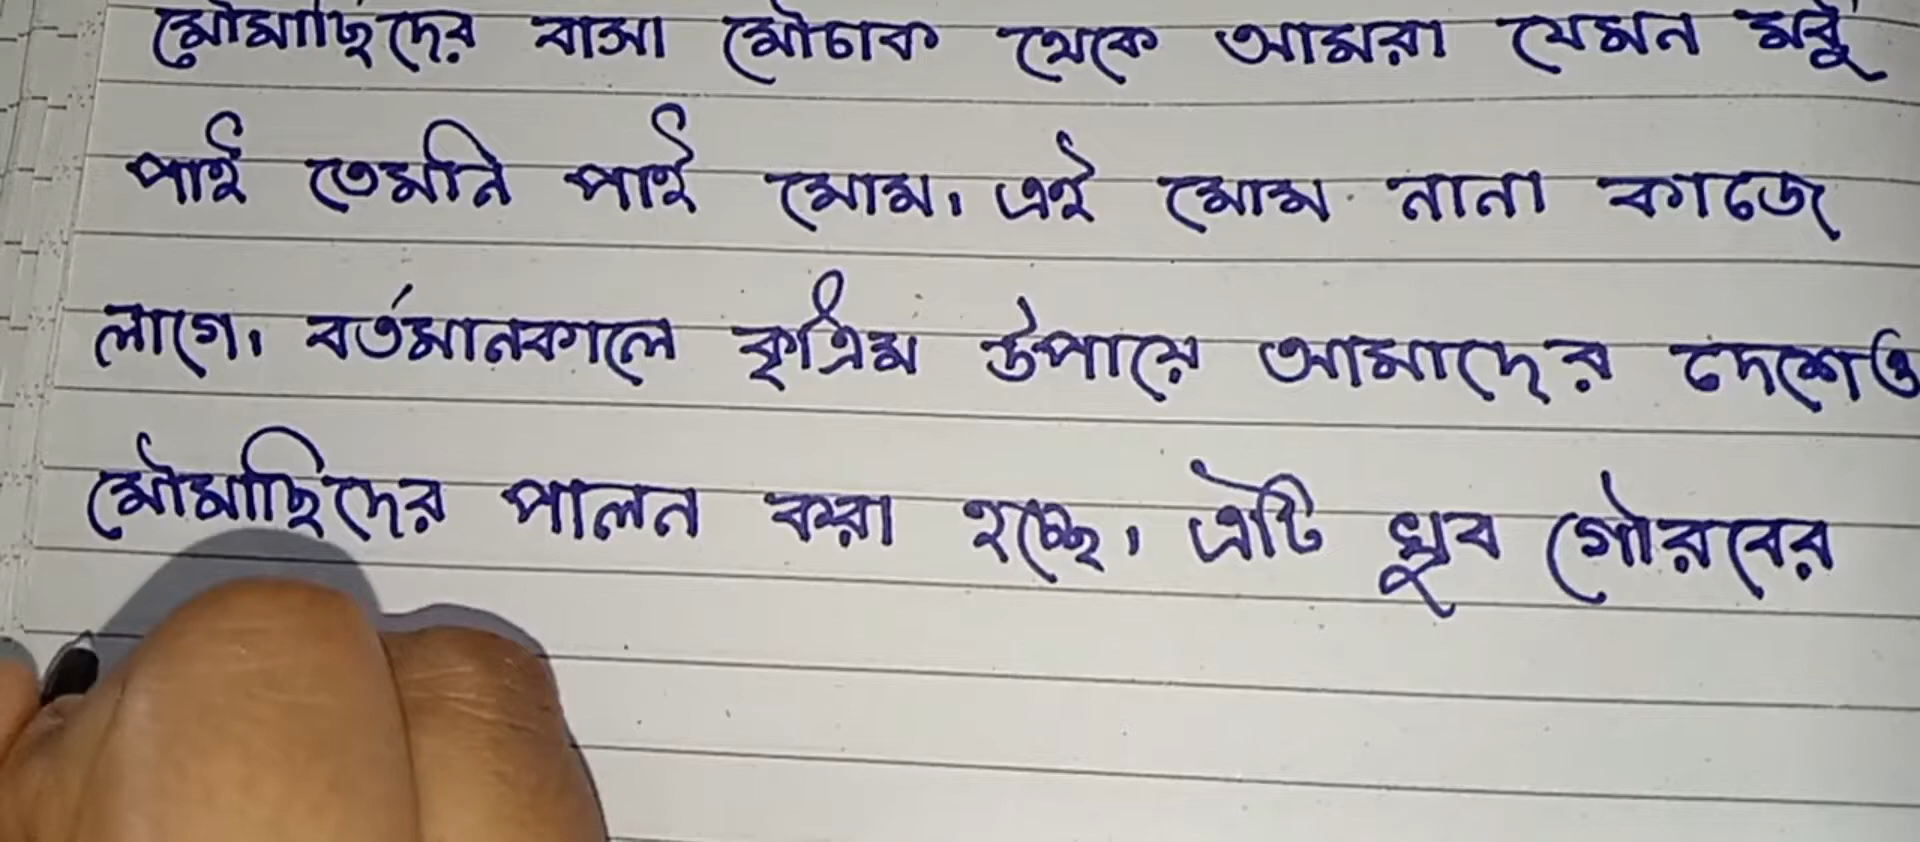 মৌমাছিদের বাসা মৌচাক থেকে আমরা যেমন মধু
পাই তেমনি পাই মোম। এই মোম নানা কাজে
লাগে। বর্তমানকালে কৃত্রিম উপায়ে আমাদের দেশেও
মৌমাছিদের পালন করা হচ্ছে। এটি খুব গৌরবের